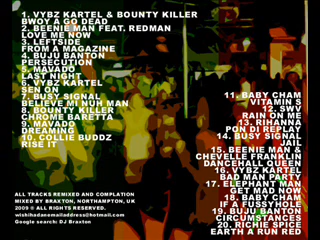 1. VYBZ KARTEL & BOUNTY KILLER
BWOY A GO DEAD
2. BEENIE MAN FEAT. REDMAN
LOVE ME NOW
3. LEFTSIDE
FROM A MAGAZINE
4. BUJU BANTON
PERSECUTION
5. MAVADO
LAST NIGHT
6. VYBZ KARTEL
SEN ON
7. BUSY SIGNAL
BELIEVE MI NUH MAN
8. BOUNTY KILLER
CHROME BARETTA
9. MAVADO
DREAMING
10. COLLIE BUDDZ
RISE IT
11. BABY CHAM
VITAMIN S
12. SWV
RAIN ON ME
13. RIHANNA
PON DI REPLAY
14. BUSY SIGNAL
JAIL
15. BEENIE MAN &
CHEVELLE FRANKLIN
DANCEHALL QUEEN
16. VYBZ KARTEL
BAD MAN PARTY
17. ELEPHANT MAN
GET MAD NOW
18. BABY CHAM
IF A FUSSYHOLE
19. BUJU BANTON
CIRCUMSTANCES
20. RICHIE SPICE
EARTH A RUN RED
ALL TRACKS REMIXED AND COMPLATION
MIXED BY BRAXTON, NORTHAMPTON, UK
2009 © ALL RIGHTS RESERVED.
wishihadanemailaddress@hotmail.com
Google search: DJ Braxton